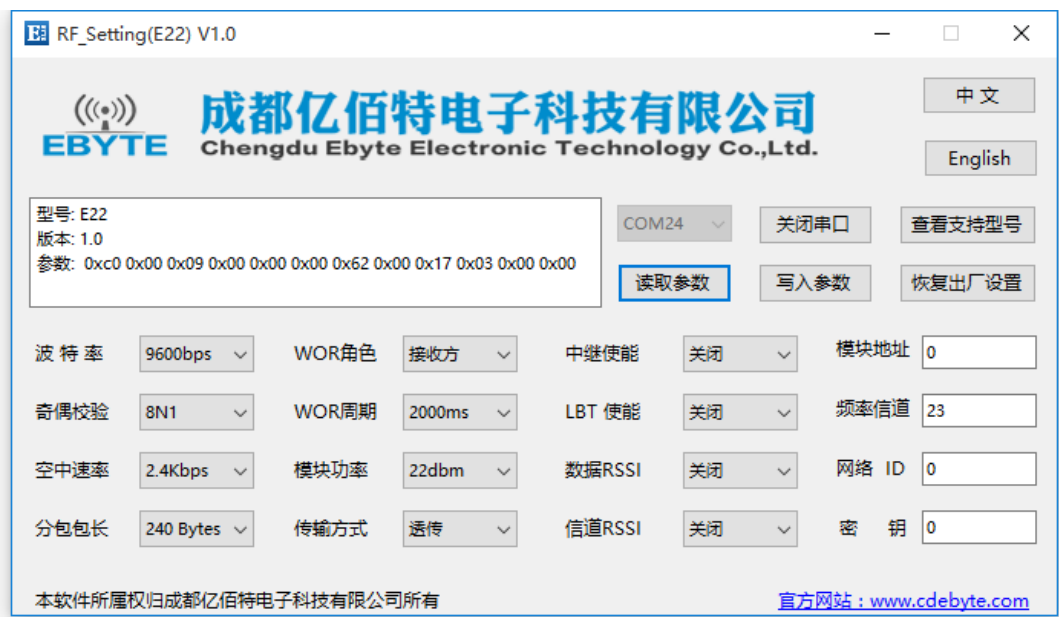 RF_Setting(E22) V1.0
EBYTE
成都亿佰特电子科技有限公司
Chengdu Ebyte Electronic Technology Co.,Ltd.
中 文
English
型号: E22
版本: 1.0
参数: 0xc0 0x00 0x09 0x00 0x00 0x00 0x62 0x00 0x17 0x03 0x00 0x00
COM24 关闭串口 查看支持型号
读取参数 写入参数 恢复出厂设置
波 特 率 9600bps WOR角色 接收方 中继使能 关闭 模块地址 0
奇偶校验 8N1 WOR周期 2000ms LBT 使能 关闭 频率信道 23
空中速率 2.4Kbps 模块功率 22dbm 数据RSSI 关闭 网络 ID 0
分包包长 240 Bytes 传输方式 透传 信道RSSI 关闭 密 钥 0
本软件所属权归成都亿佰特电子科技有限公司所有 官方网站：www.cdebyte.com